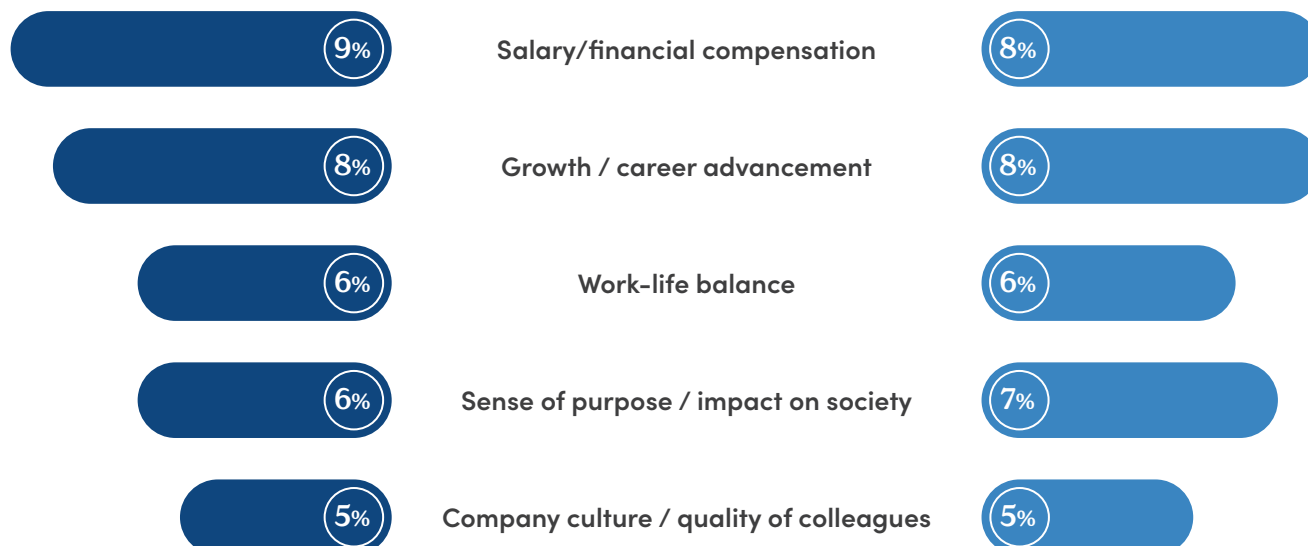 9% Salary/financial compensation 8%
8% Growth / career advancement 8%
6% Work-life balance 6%
6% Sense of purpose / impact on society 7%
5% Company culture / quality of colleagues 5%